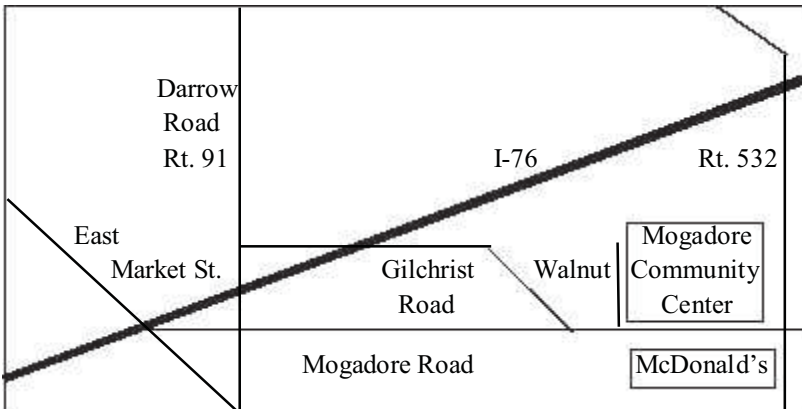 Darrow
Road
Rt. 91
I-76
Rt. 532
East
Market St.
Gilchrist
Road
Walnut
Mogadore
Community
Center
Mogadore Road
McDonald's